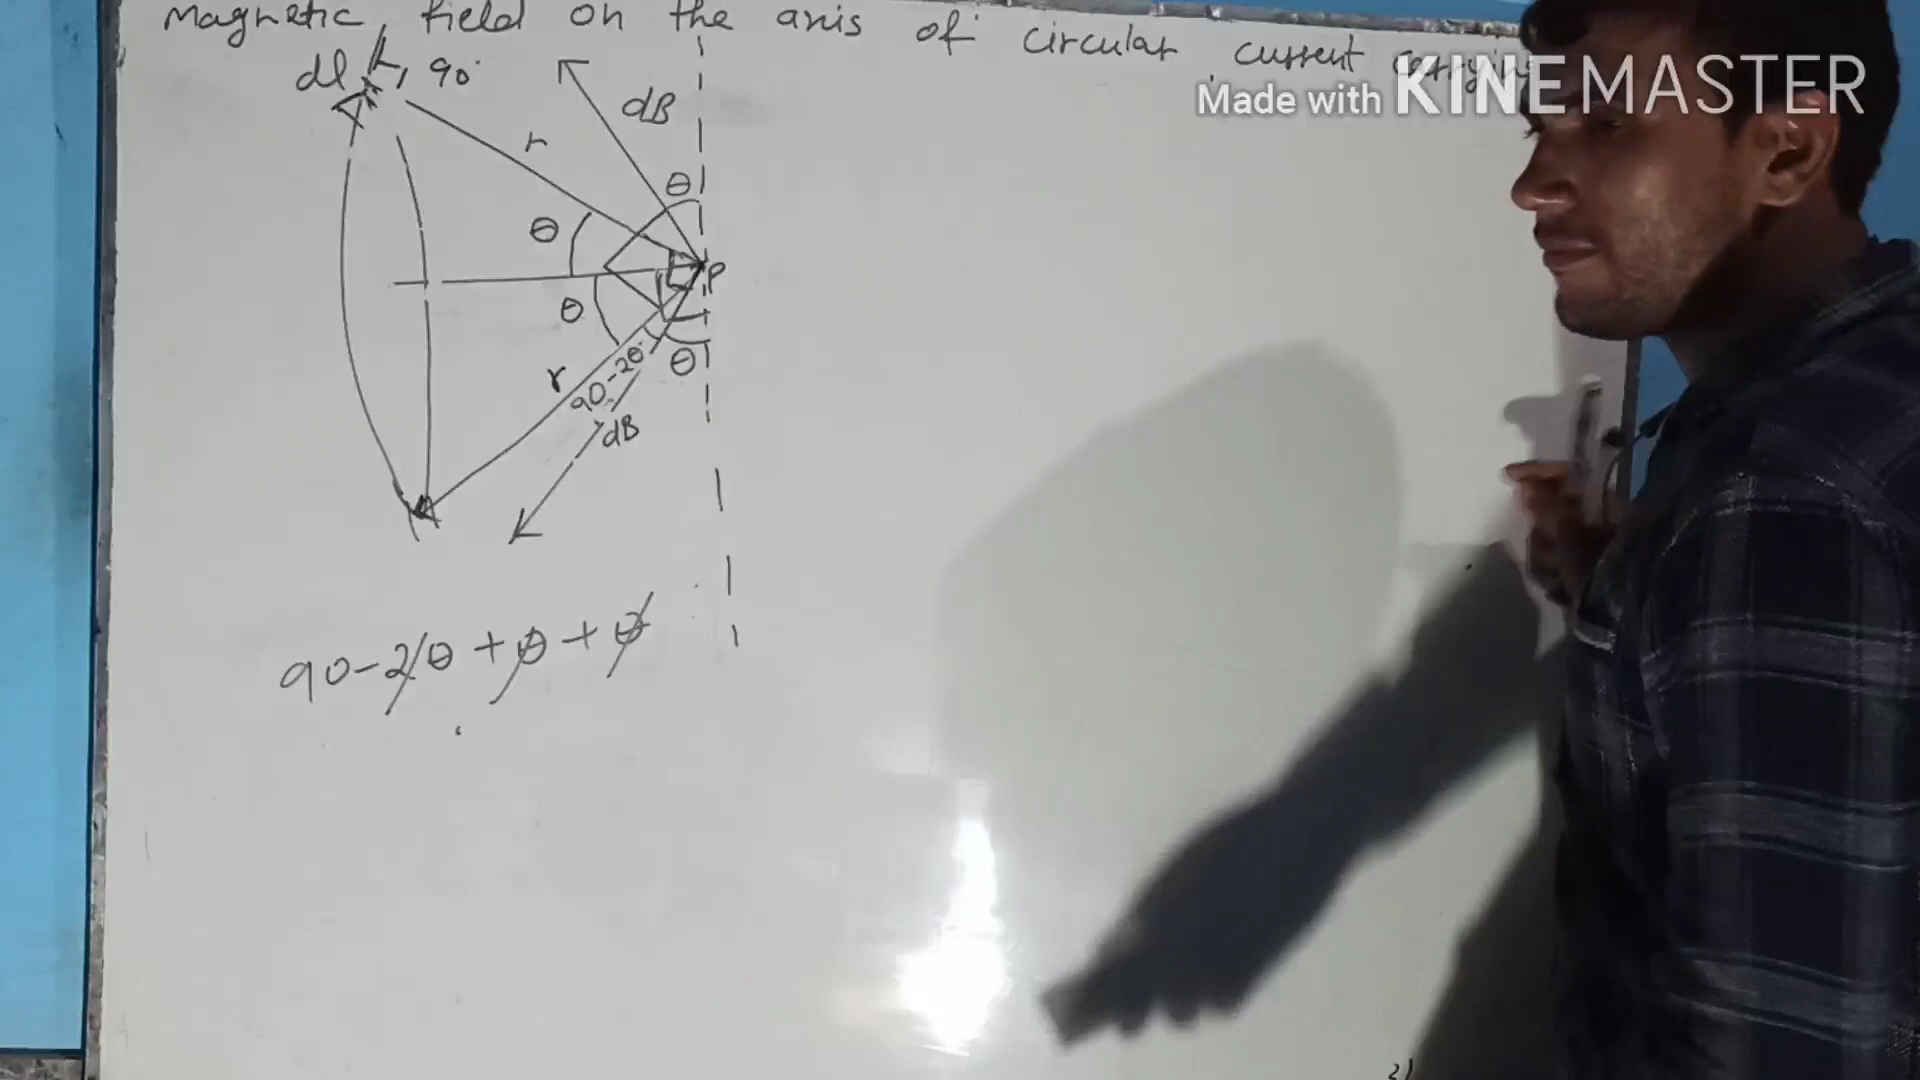 magnetic field on the axis of circular current carrying
Made with KINEMASTER
dl 90°
dB
r
θ
θ
P
θ
θ
r
90-2θ
dB
90-2θ+θ+θ